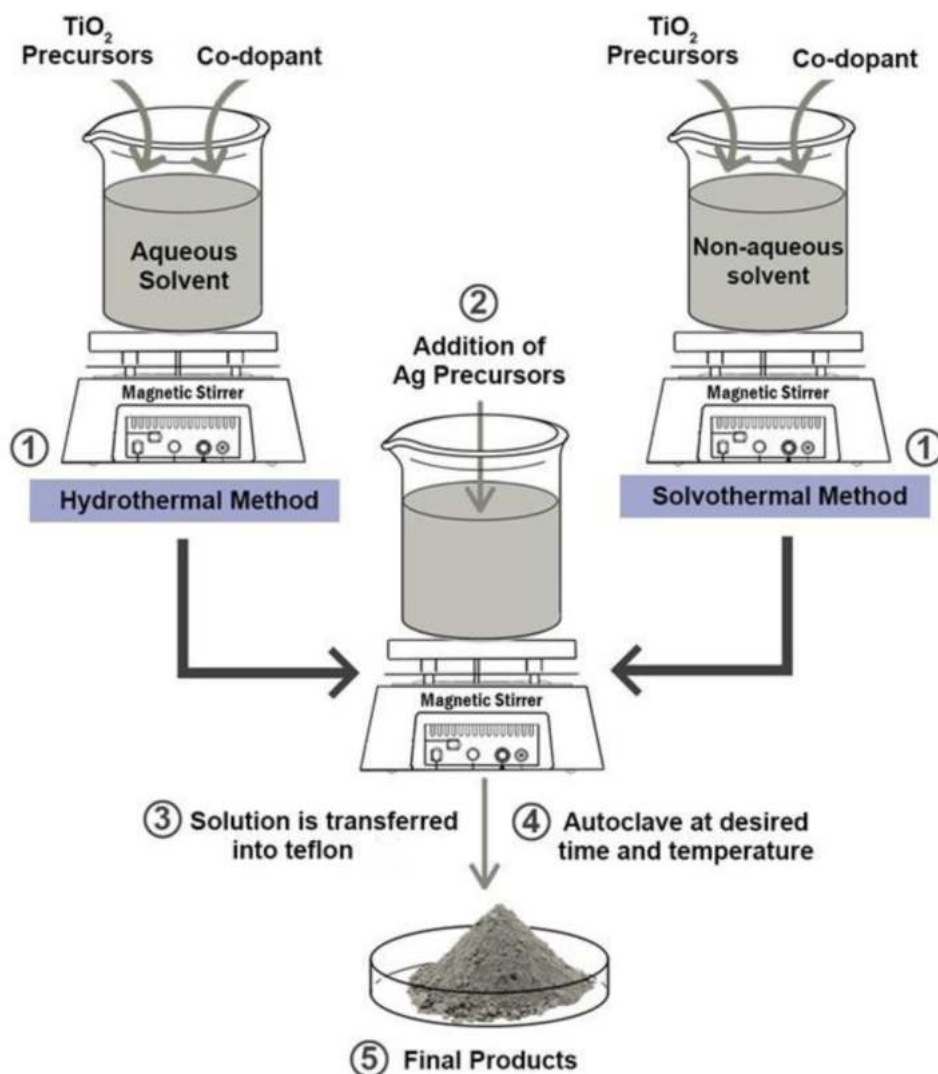 TiO₂
Precursors
Co-dopant
Aqueous
Solvent
Magnetic Stirrer
①
Hydrothermal Method
TiO₂
Precursors
Co-dopant
Non-aqueous
solvent
Magnetic Stirrer
①
Solvothermal Method
②
Addition of
Ag Precursors
Magnetic Stirrer
③ Solution is transferred
into teflon
④ Autoclave at desired
time and temperature
⑤ Final Products